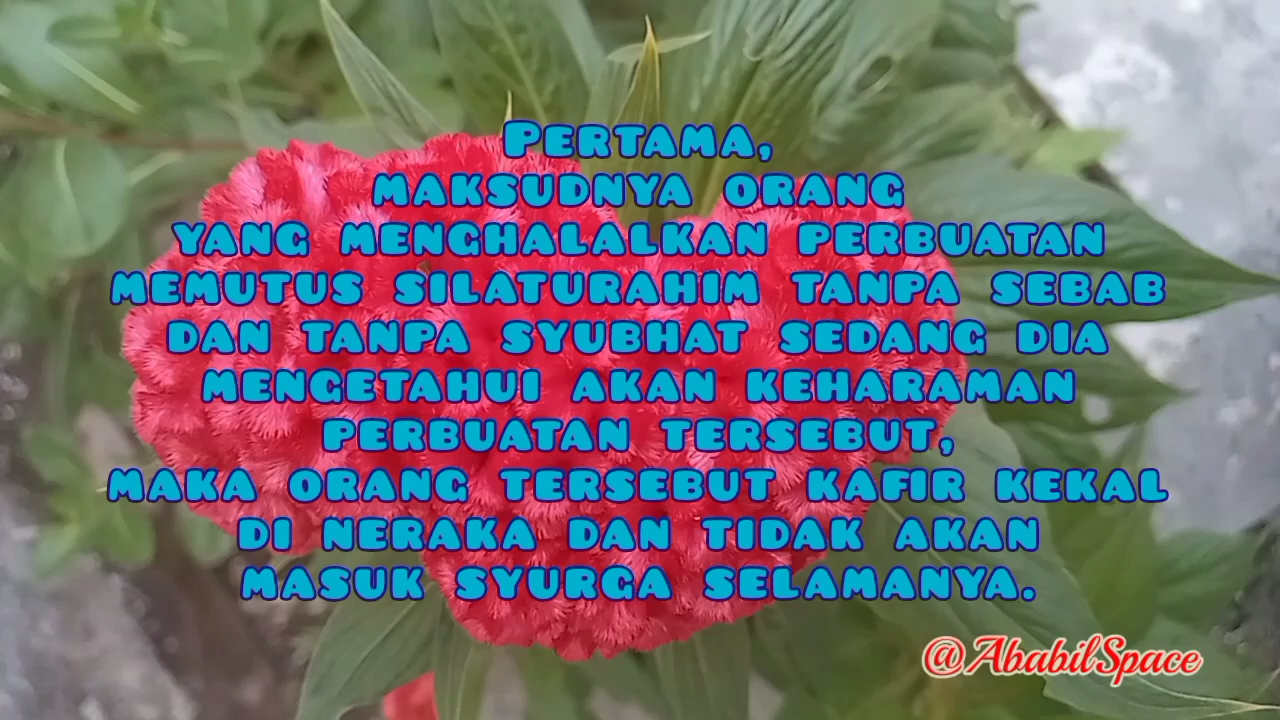 PERTAMA,
MAKSUDNYA ORANG
YANG MENGHALALKAN PERBUATAN
MEMUTUS SILATURAHIM TANPA SEBAB
DAN TANPA SYUBHAT SEDANG DIA
MENGETAHUI AKAN KEHARAMAN
PERBUATAN TERSEBUT,
MAKA ORANG TERSEBUT KAFIR KEKAL
DI NERAKA DAN TIDAK AKAN
MASUK SYURGA SELAMANYA.
@AbabilSpace